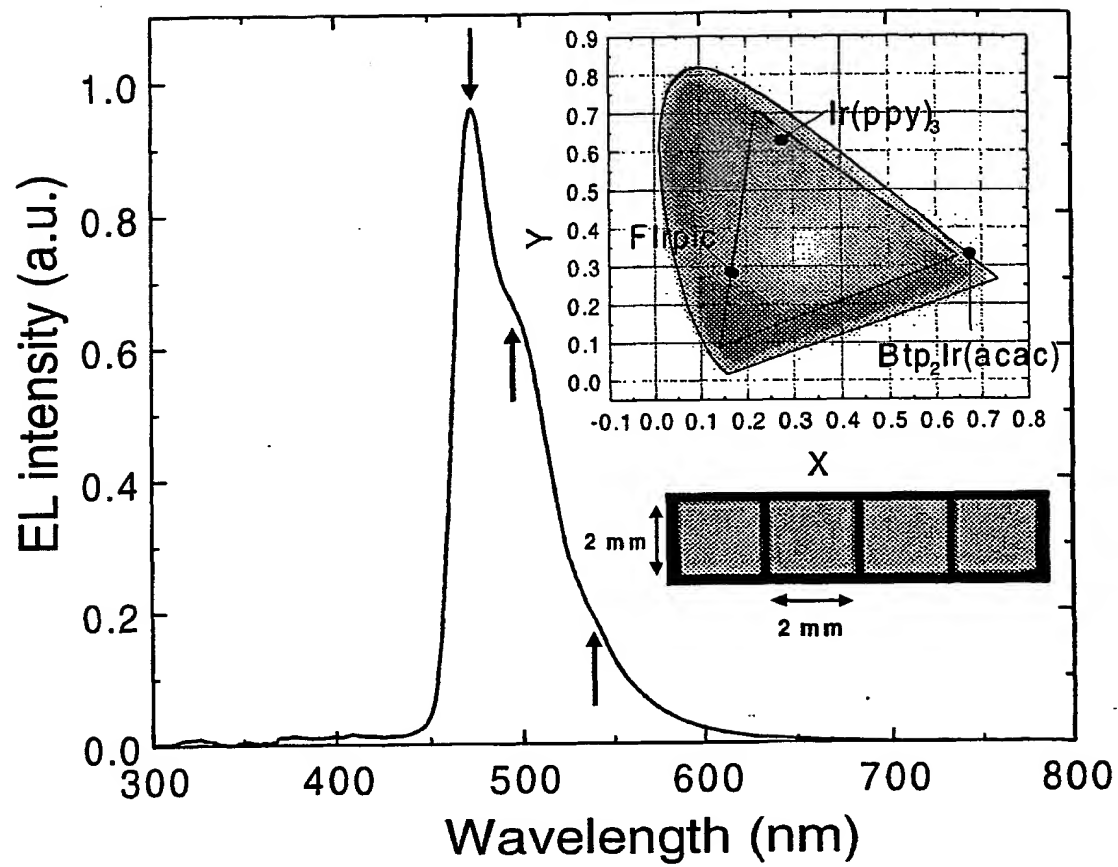 EL intensity (a.u.)
1.0
0.8
0.6
0.4
0.2
0.0
300 400 500 600 700 800
Wavelength (nm)
Y
0.9
0.8
0.7
0.6
0.5
0.4
0.3
0.2
0.1
0.0
-0.1 0.0 0.1 0.2 0.3 0.4 0.5 0.6 0.7 0.8
X
Ir(ppy)₃
FIrpic
Btp₂Ir(acac)
2 mm
2 mm